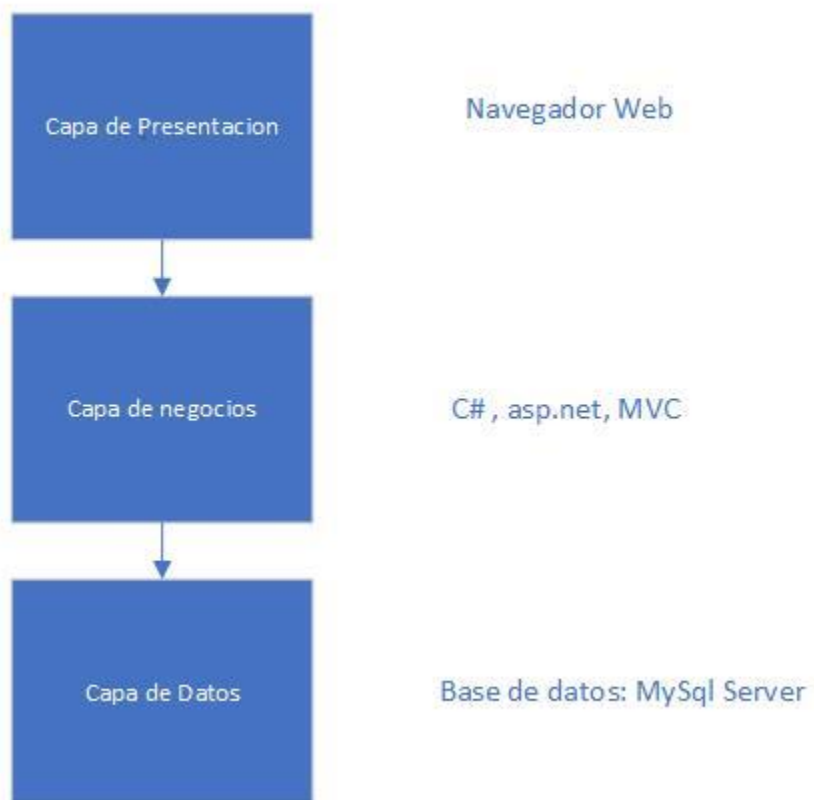 Capa de Presentacion
Navegador Web
Capa de negocios
C# , asp.net, MVC
Capa de Datos
Base de datos: MySql Server